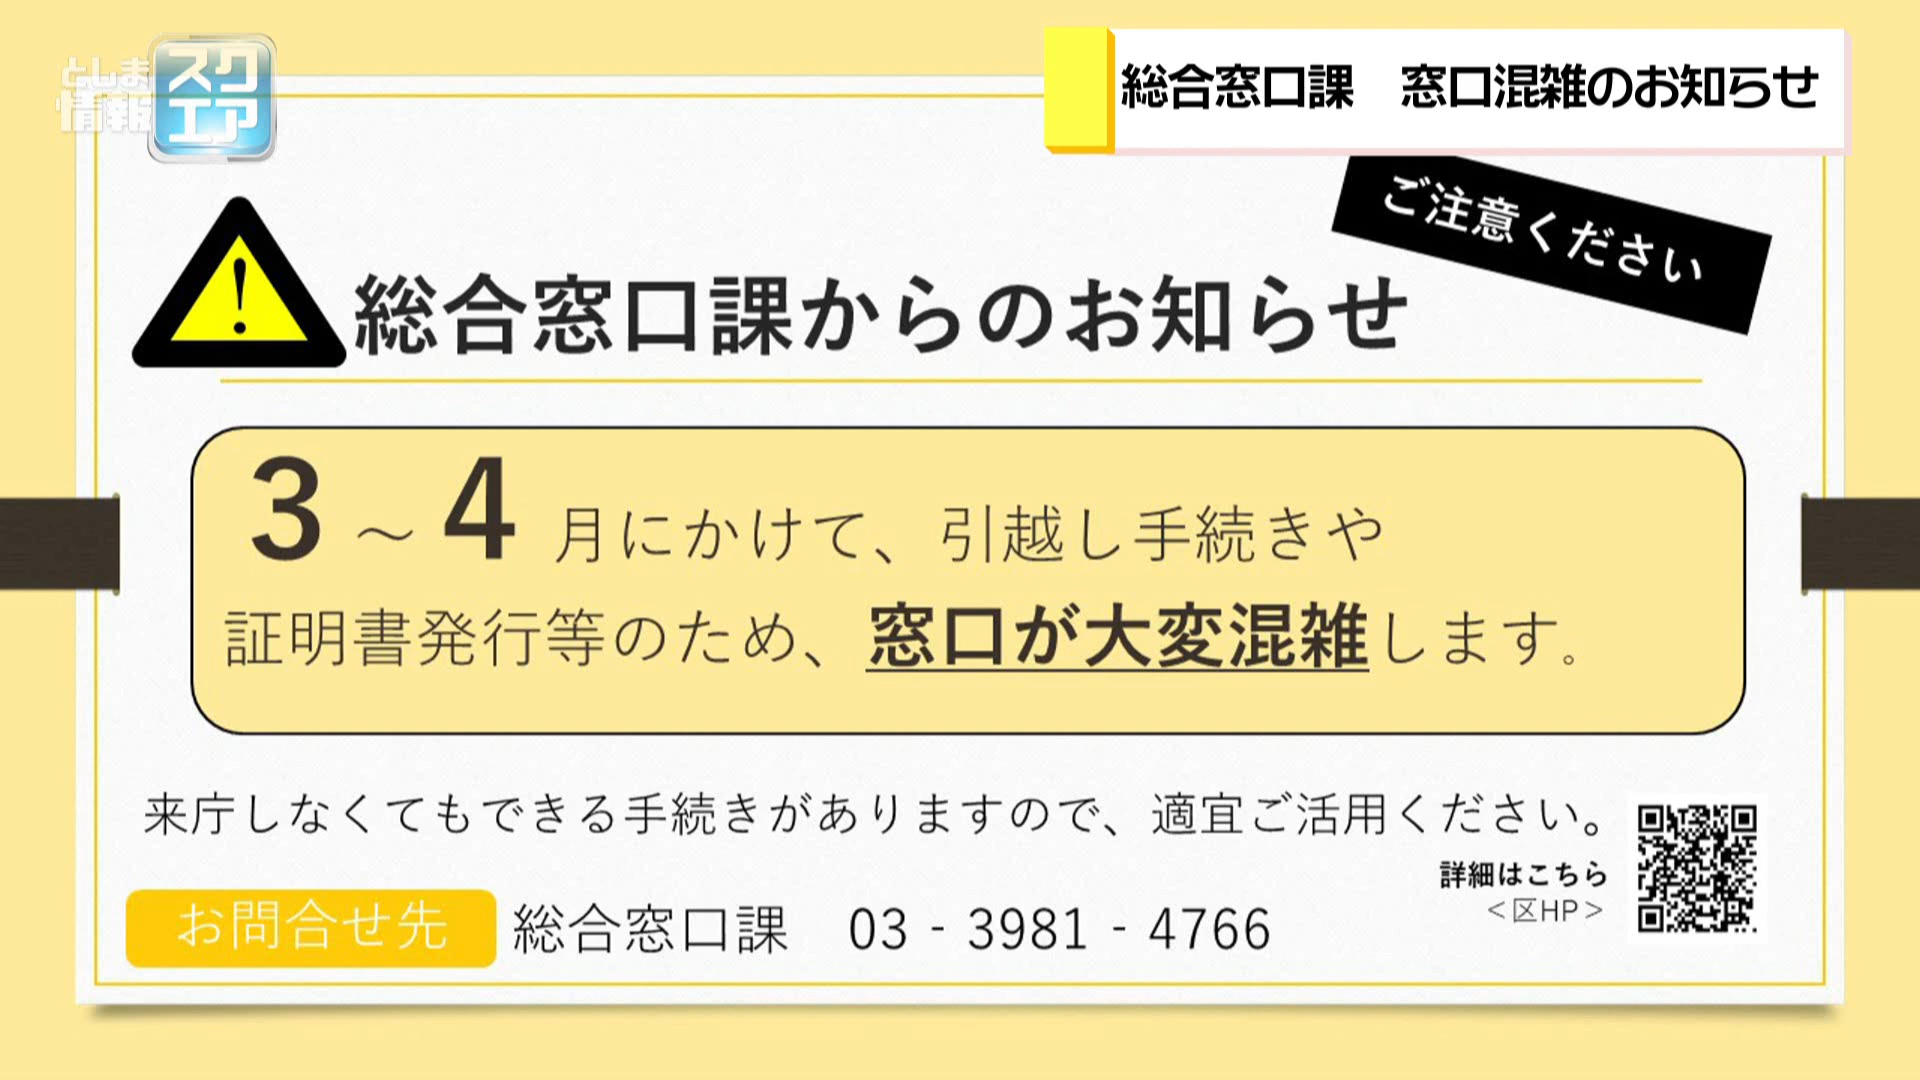 としま
情報
スク
エア
総合窓口課　窓口混雑のお知らせ
ご注意ください
総合窓口課からのお知らせ
3～4月にかけて、引越し手続きや
証明書発行等のため、窓口が大変混雑します。
来庁しなくてもできる手続きがありますので、適宜ご活用ください。
詳細はこちら
＜区HP＞
お問合せ先　総合窓口課　03-3981-4766